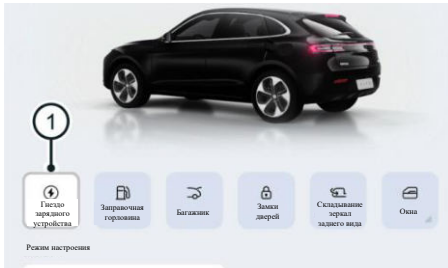 1
Гнездо
зарядного
устройства
Заправочная
горловина
Багажник
Замки
дверей
Складывание
зеркал
заднего вида
Окна
Режим настроения